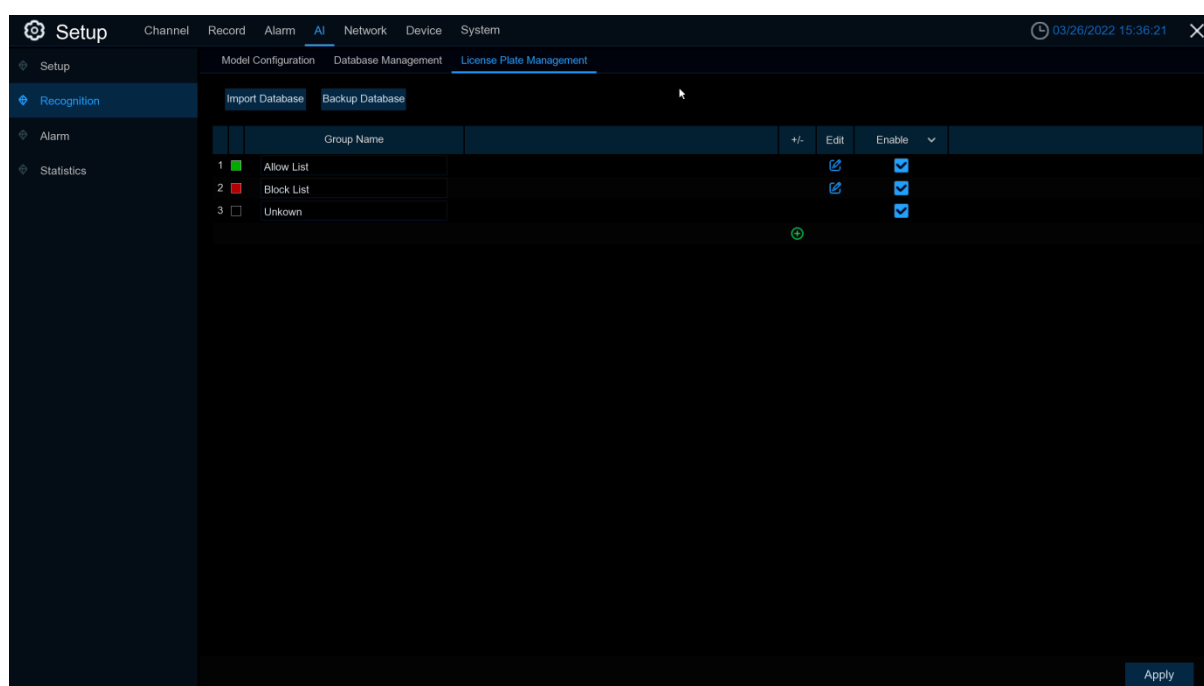 Setup Channel Record Alarm AI Network Device System 03/26/2022 15:36:21
Setup Model Configuration Database Management License Plate Management
Recognition Import Database Backup Database
Alarm Group Name +/- Edit Enable
Statistics 1 Allow List
2 Block List
3 Unkown
Apply